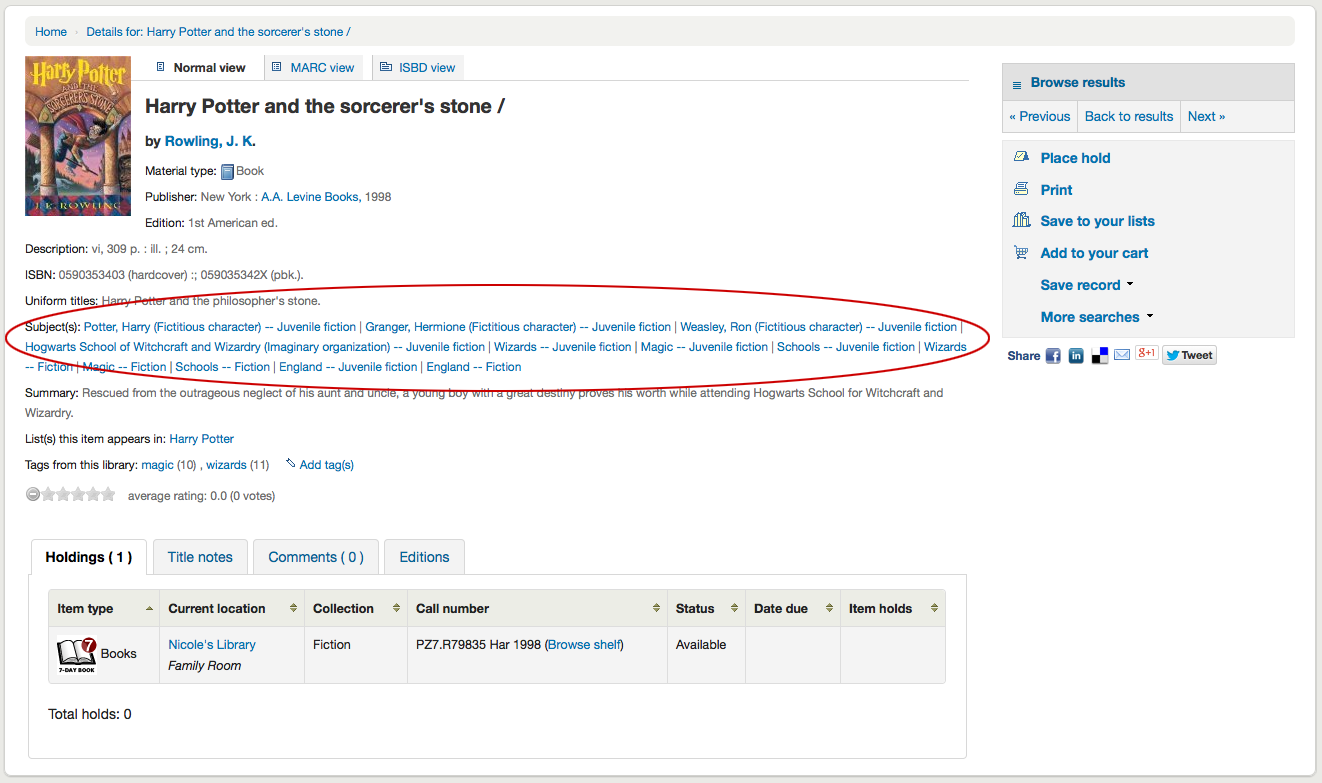 Home › Details for: Harry Potter and the sorcerer's stone /
Harry Potter
AND THE
SORCERER'S STONE
J. K. ROWLING
Normal view
MARC view
ISBD view
Harry Potter and the sorcerer's stone /
by Rowling, J. K.
Material type: Book
Publisher: New York : A.A. Levine Books, 1998
Edition: 1st American ed.
Description: vi, 309 p. : ill. ; 24 cm.
ISBN: 0590353403 (hardcover) :; 059035342X (pbk.).
Uniform titles: Harry Potter and the philosopher's stone.
Subject(s): Potter, Harry (Fictitious character) -- Juvenile fiction | Granger, Hermione (Fictitious character) -- Juvenile fiction | Weasley, Ron (Fictitious character) -- Juvenile fiction |
Hogwarts School of Witchcraft and Wizardry (Imaginary organization) -- Juvenile fiction | Wizards -- Juvenile fiction | Magic -- Juvenile fiction | Schools -- Juvenile fiction | Wizards
-- Fiction | Magic -- Fiction | Schools -- Fiction | England -- Juvenile fiction | England -- Fiction
Summary: Rescued from the outrageous neglect of his aunt and uncle, a young boy with a great destiny proves his worth while attending Hogwarts School for Witchcraft and
Wizardry.
List(s) this item appears in: Harry Potter
Tags from this library: magic (10) , wizards (11) Add tag(s)
average rating: 0.0 (0 votes)
Holdings ( 1 )
Title notes
Comments ( 0 )
Editions
Item type Current location Collection Call number Status Date due Item holds
7
7-DAY BOOK
Books Nicole's Library Fiction PZ7.R79835 Har 1998 (Browse shelf) Available
Family Room
Total holds: 0
Browse results
« Previous Back to results Next »
Place hold
Print
Save to your lists
Add to your cart
Save record
More searches
Share f in g+1 Tweet